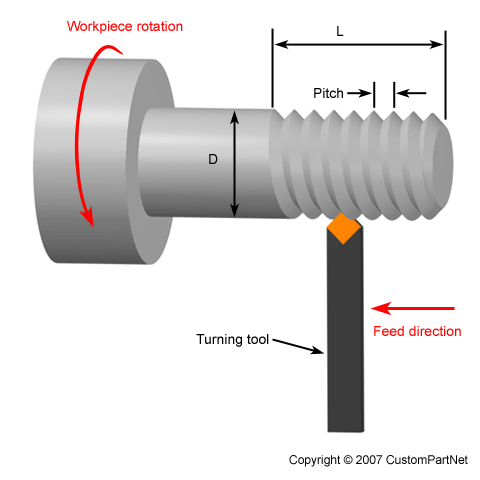 Workpiece rotation
L
Pitch
D
Feed direction
Turning tool
Copyright © 2007 CustomPartNet